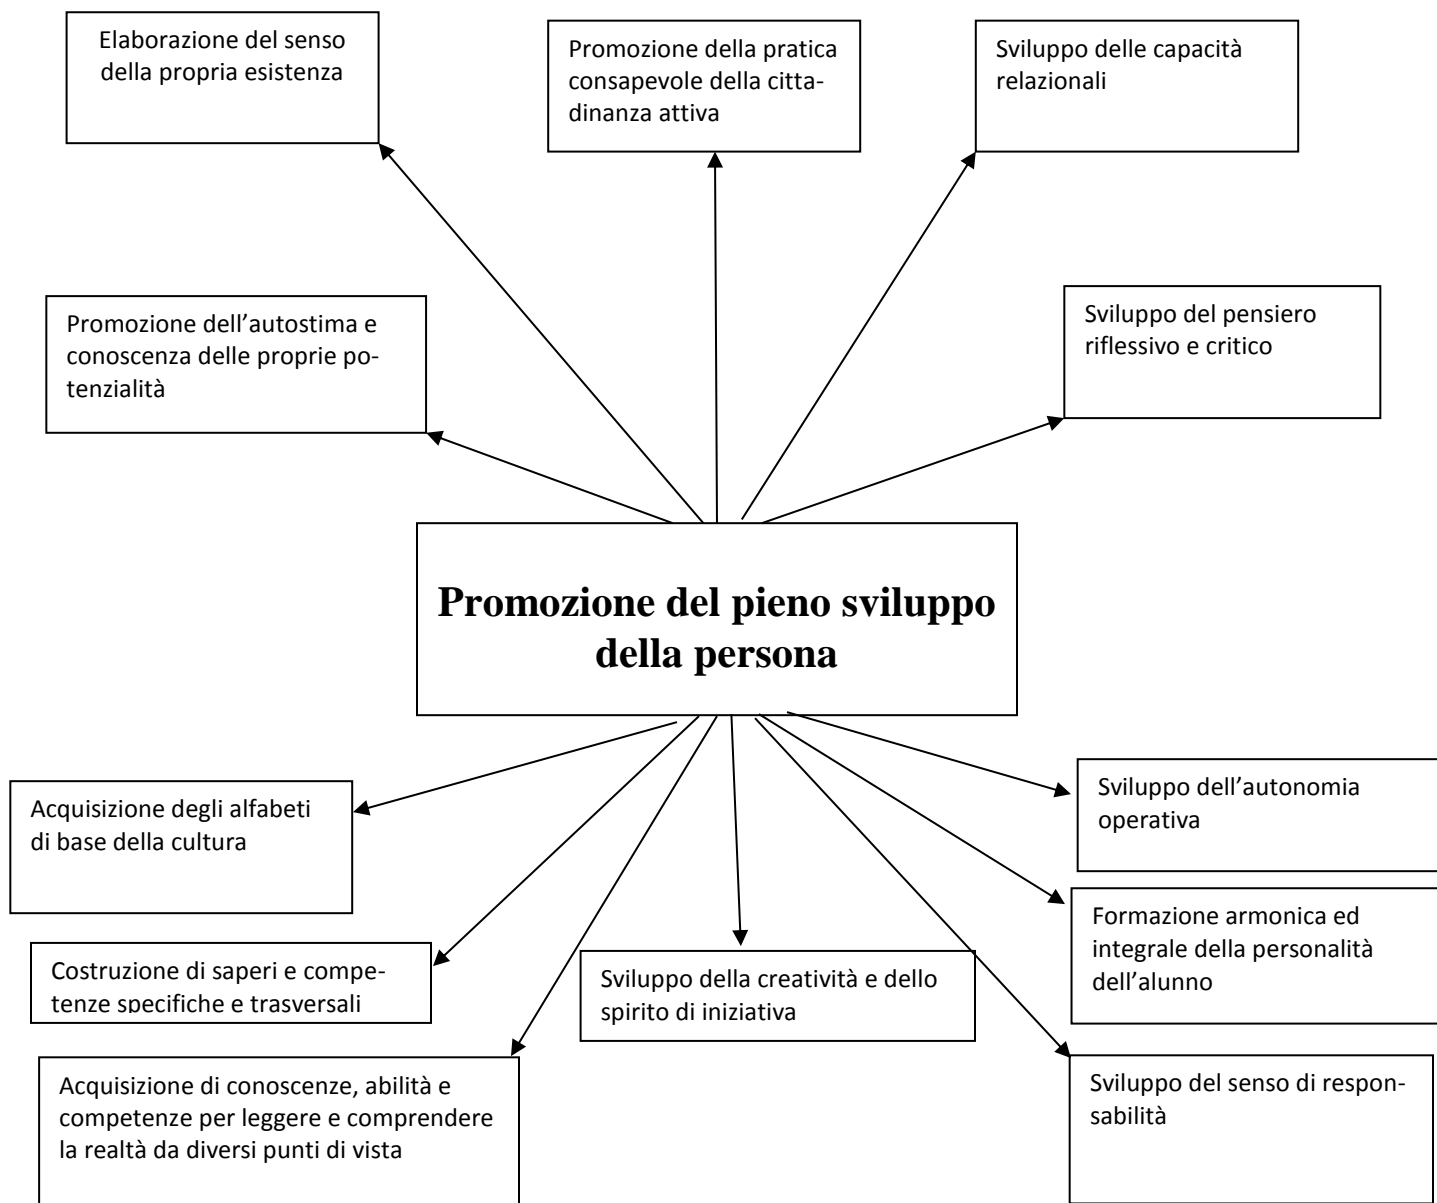 Elaborazione del senso
della propria esistenza
Promozione della pratica
consapevole della citta-
dinanza attiva
Sviluppo delle capacità
relazionali
Promozione dell’autostima e
conoscenza delle proprie po-
tenzialità
Sviluppo del pensiero
riflessivo e critico
Promozione del pieno sviluppo
della persona
Acquisizione degli alfabeti
di base della cultura
Sviluppo dell’autonomia
operativa
Costruzione di saperi e compe-
tenze specifiche e trasversali
Sviluppo della creatività e dello
spirito di iniziativa
Formazione armonica ed
integrale della personalità
dell’alunno
Acquisizione di conoscenze, abilità e
competenze per leggere e comprendere
la realtà da diversi punti di vista
Sviluppo del senso di respon-
sabilità